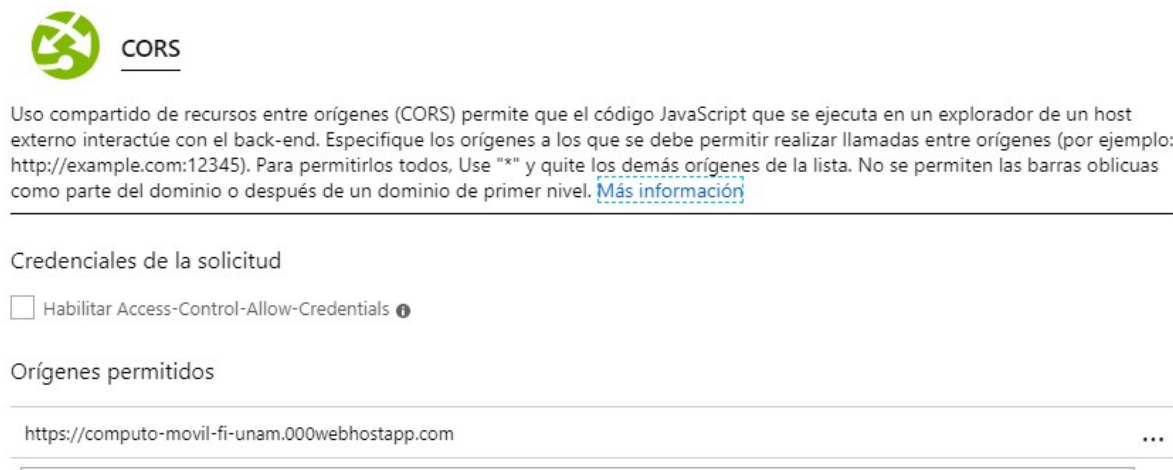 CORS
Uso compartido de recursos entre orígenes (CORS) permite que el código JavaScript que se ejecuta en un explorador de un host
externo interactúe con el back-end. Especifique los orígenes a los que se debe permitir realizar llamadas entre orígenes (por ejemplo:
http://example.com:12345). Para permitirlos todos, Use "*" y quite los demás orígenes de la lista. No se permiten las barras oblicuas
como parte del dominio o después de un dominio de primer nivel. Más información
Credenciales de la solicitud
Habilitar Access-Control-Allow-Credentials
Orígenes permitidos
https://computo-movil-fi-unam.000webhostapp.com
...